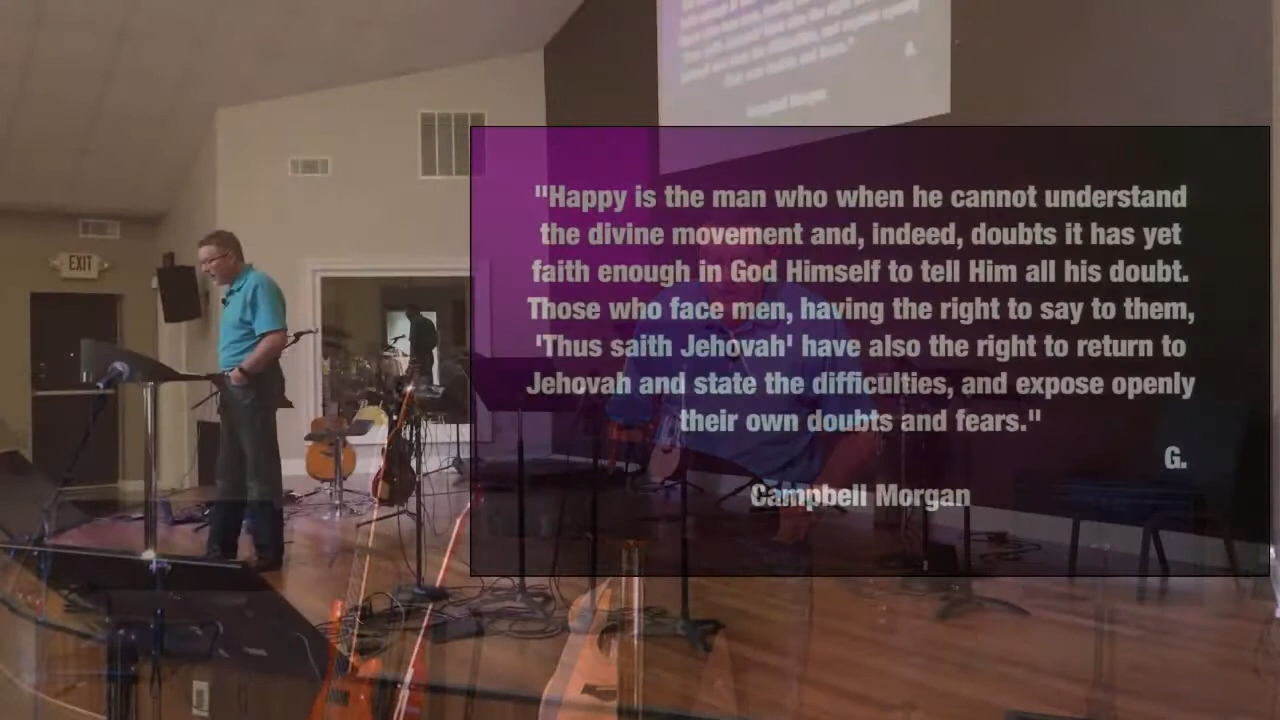 EXIT
"Happy is the man who when he cannot understand
the divine movement and, indeed, doubts it has yet
faith enough in God Himself to tell Him all his doubt.
Those who face men, having the right to say to them,
'Thus saith Jehovah' have also the right to return to
Jehovah and state the difficulties, and expose openly
their own doubts and fears."
G.
Campbell Morgan